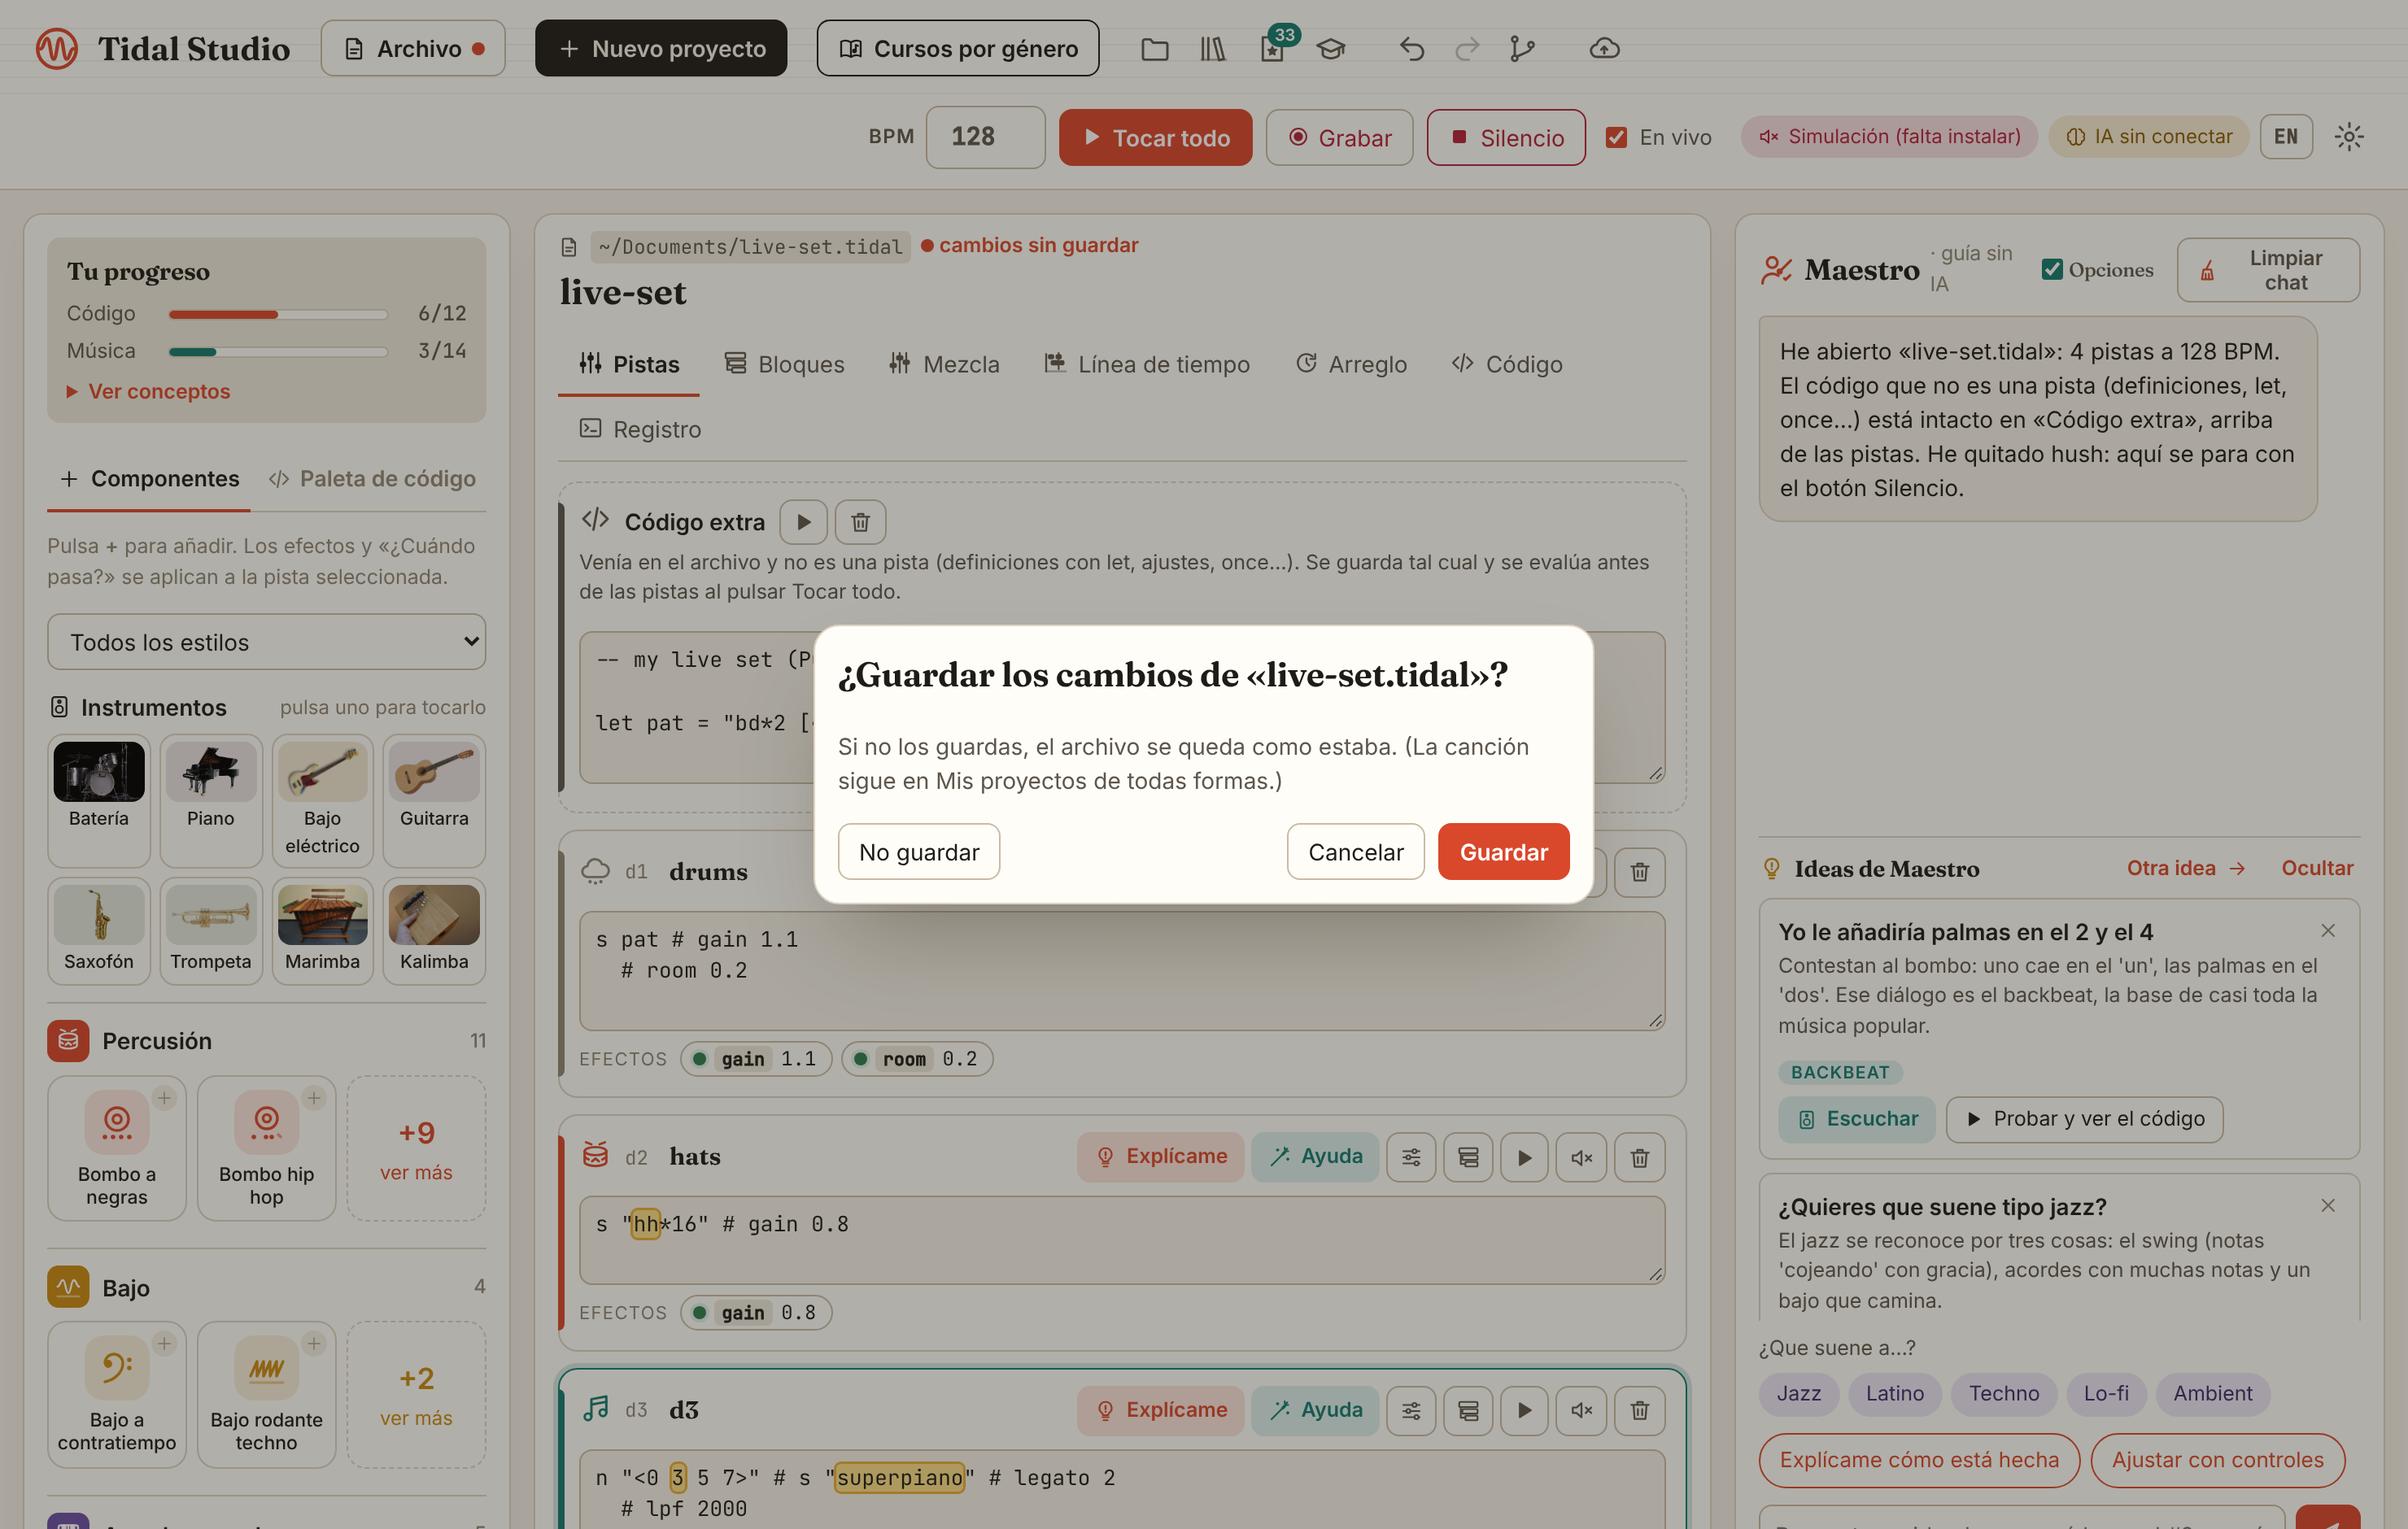 Tidal Studio
Archivo
Nuevo proyecto
Cursos por género
33
BPM
128
Tocar todo
Grabar
Silencio
En vivo
Simulación (falta instalar)
IA sin conectar
EN
Tu progreso
Código 6/12
Música 3/14
Ver conceptos
Componentes
Paleta de código
Pulsa + para añadir. Los efectos y «¿Cuándo
pasa?» se aplican a la pista seleccionada.
Todos los estilos
Instrumentos
pulsa uno para tocarlo
Batería
Piano
Bajo
eléctrico
Guitarra
Saxofón
Trompeta
Marimba
Kalimba
Percusión 11
Bombo a
negras
Bombo hip
hop
+9
ver más
Bajo 4
Bajo a
contratiempo
Bajo rodante
techno
+2
ver más
~/Documents/live-set.tidal
cambios sin guardar
live-set
Pistas
Bloques
Mezcla
Línea de tiempo
Arreglo
Código
Registro
Código extra
Venía en el archivo y no es una pista (definiciones con let, ajustes, once...). Se guarda tal cual y se evalúa antes
de las pistas al pulsar Tocar todo.
-- my live set (P
let pat = "bd*2 [
¿Guardar los cambios de «live-set.tidal»?
Si no los guardas, el archivo se queda como estaba. (La canción
sigue en Mis proyectos de todas formas.)
No guardar
Cancelar
Guardar
d1 drums
s pat # gain 1.1
# room 0.2
EFECTOS gain 1.1 room 0.2
d2 hats
Explícame
Ayuda
s "hh*16" # gain 0.8
EFECTOS gain 0.8
d3 d3
Explícame
Ayuda
n "<0 3 5 7>" # s "superpiano" # legato 2
# lpf 2000
Maestro
· guía sin
IA
Opciones
Limpiar
chat
He abierto «live-set.tidal»: 4 pistas a 128 BPM.
El código que no es una pista (definiciones, let,
once...) está intacto en «Código extra», arriba
de las pistas. He quitado hush: aquí se para con
el botón Silencio.
Ideas de Maestro
Otra idea →
Ocultar
Yo le añadiría palmas en el 2 y el 4
Contestan al bombo: uno cae en el 'un', las palmas en el
'dos'. Ese diálogo es el backbeat, la base de casi toda la
música popular.
BACKBEAT
Escuchar
Probar y ver el código
¿Quieres que suene tipo jazz?
El jazz se reconoce por tres cosas: el swing (notas
'cojeando' con gracia), acordes con muchas notas y un
bajo que camina.
¿Que suene a...?
Jazz
Latino
Techno
Lo-fi
Ambient
Explícame cómo está hecha
Ajustar con controles